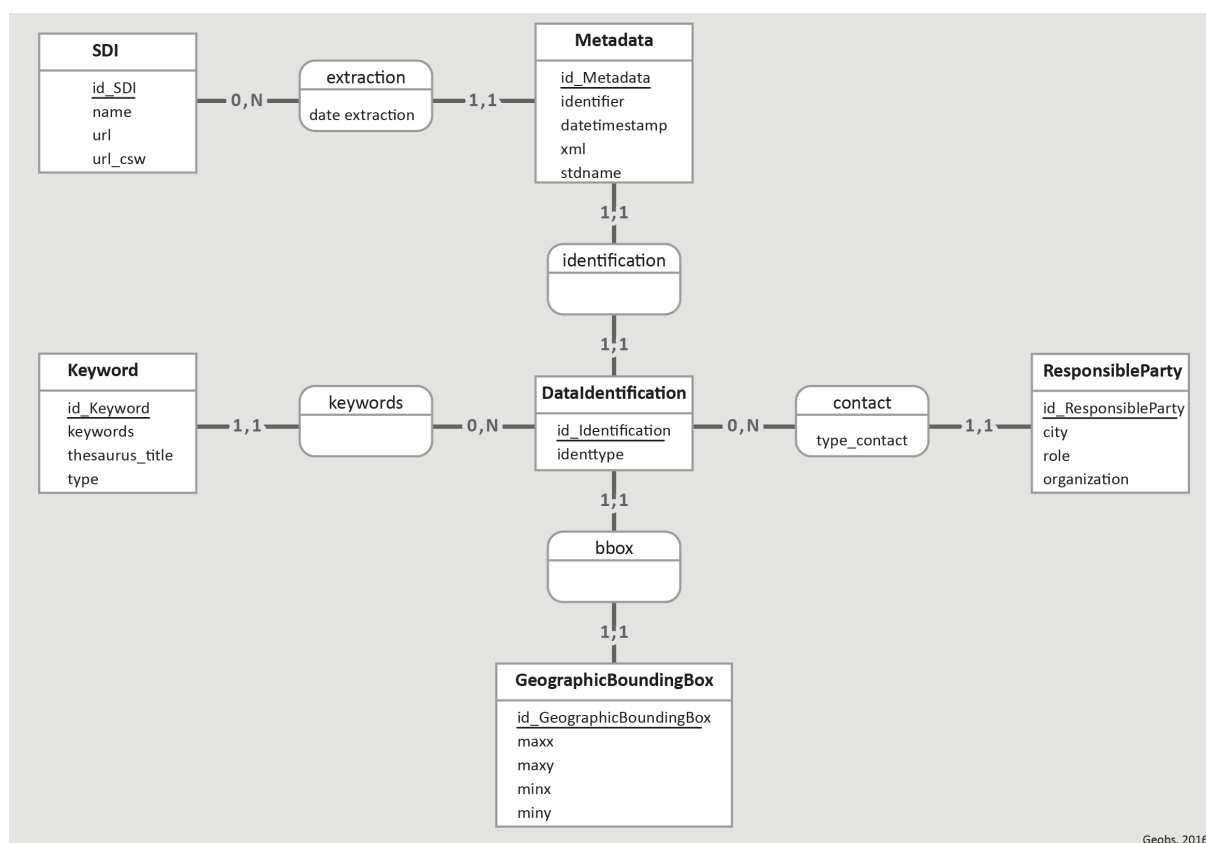 SDI
id_SDI
name
url
url_csw
0,N
extraction
date extraction
1,1
Metadata
id_Metadata
identifier
datetimestamp
xml
stdname
1,1
identification
1,1
Keyword
id_Keyword
keywords
thesaurus_title
type
1,1
keywords
0,N
DataIdentification
id_Identification
identtype
0,N
contact
type_contact
1,1
ResponsibleParty
id_ResponsibleParty
city
role
organization
1,1
bbox
1,1
GeographicBoundingBox
id_GeographicBoundingBox
maxx
maxy
minx
miny
Geobs, 2016